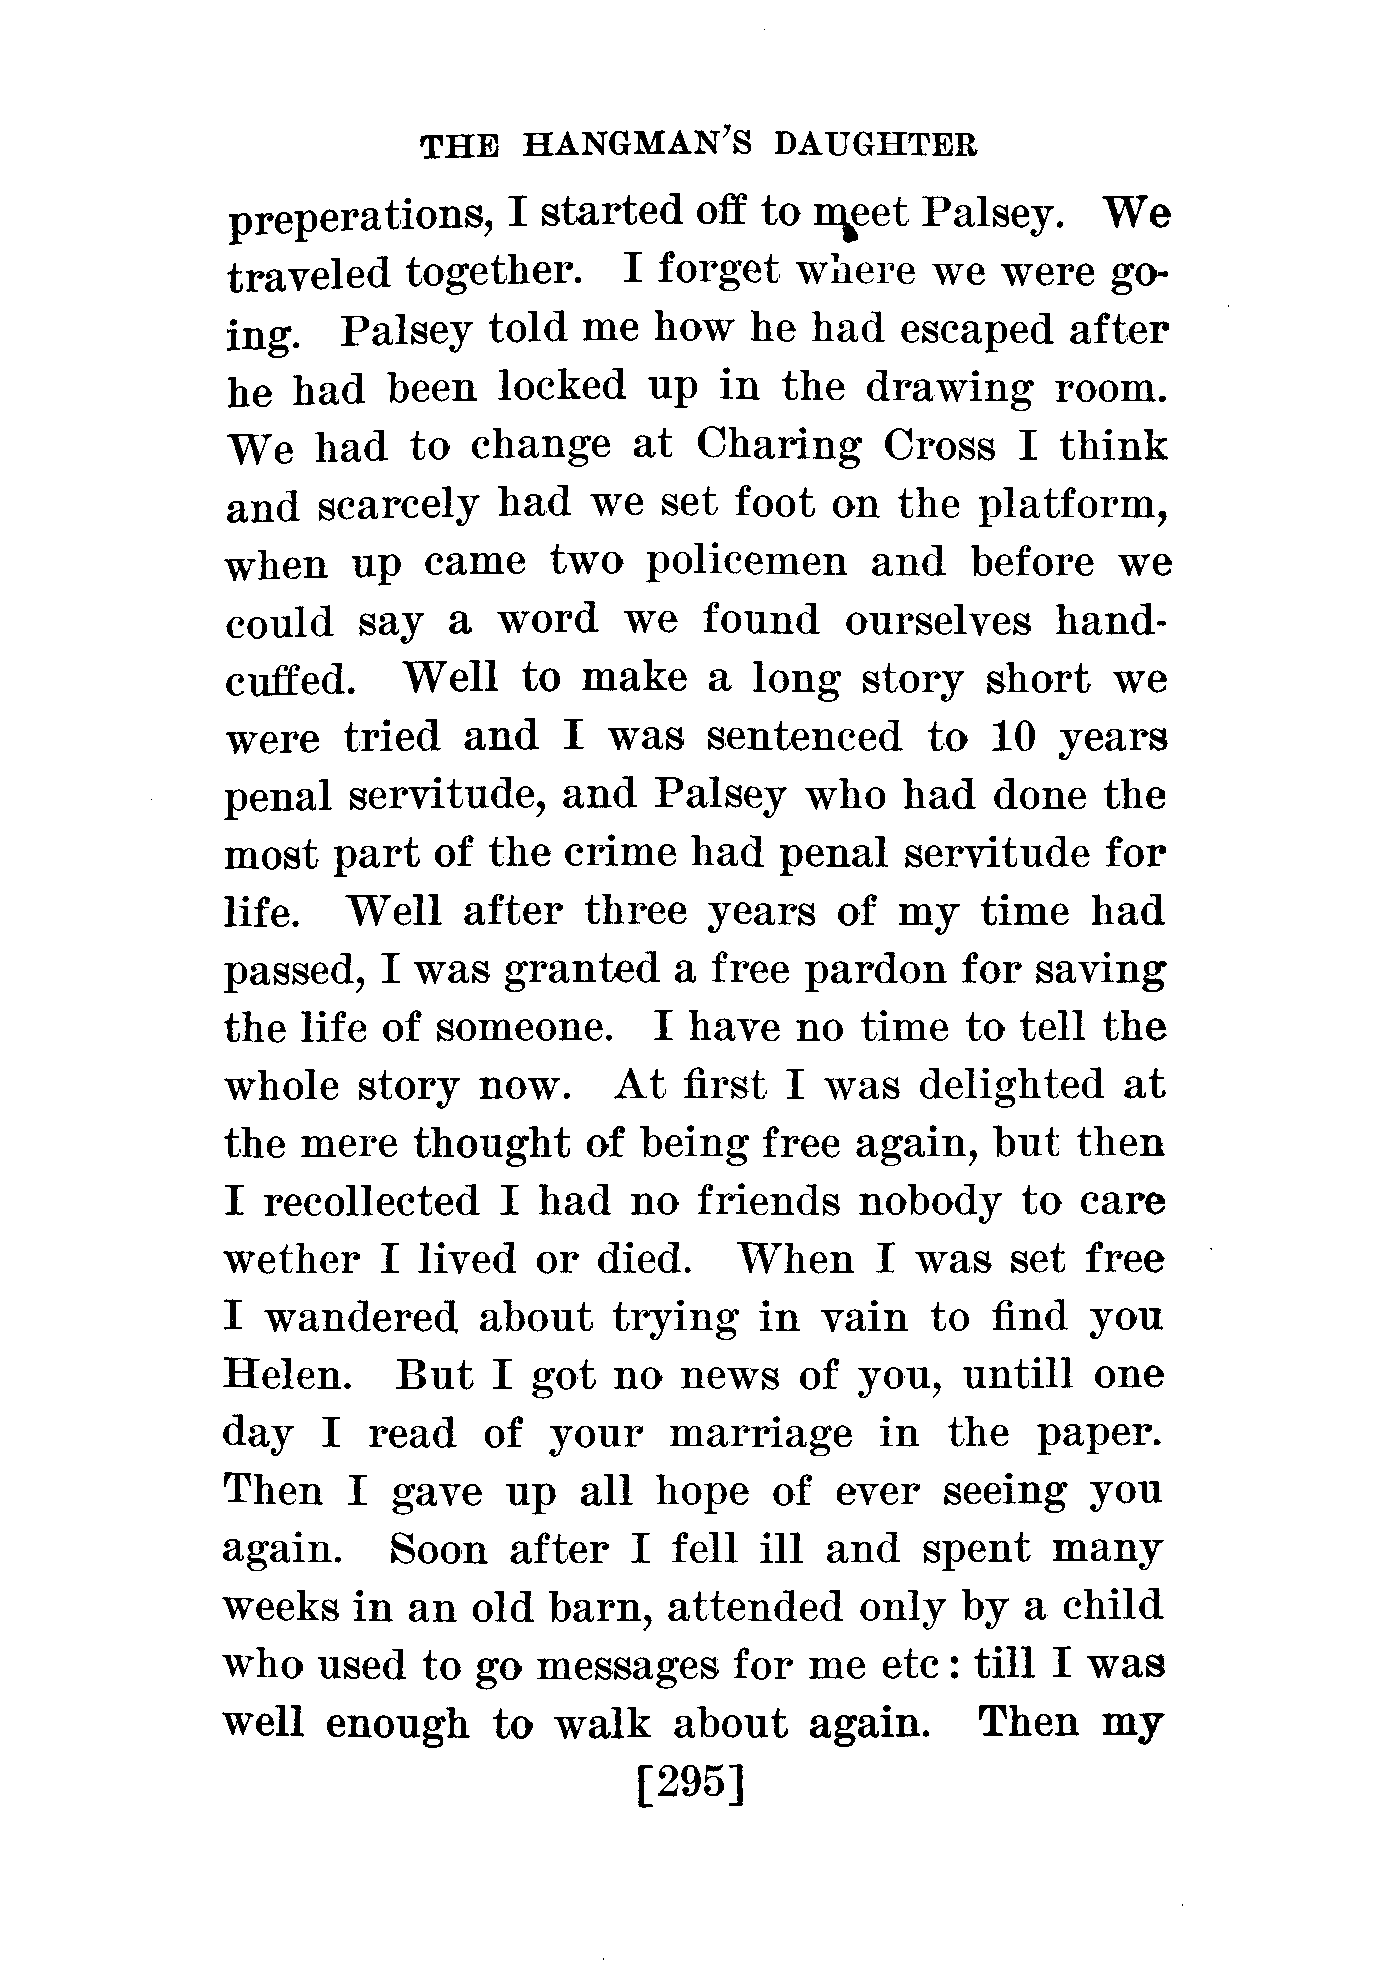 THE HANGMAN'S DAUGHTER
preperations, I started off to meet Palsey. We
traveled together. I forget where we were go-
ing. Palsey told me how he had escaped after
he had been locked up in the drawing room.
We had to change at Charing Cross I think
and scarcely had we set foot on the platform,
when up came two policemen and before we
could say a word we found ourselves hand-
cuffed. Well to make a long story short we
were tried and I was sentenced to 10 years
penal servitude, and Palsey who had done the
most part of the crime had penal servitude for
life. Well after three years of my time had
passed, I was granted a free pardon for saving
the life of someone. I have no time to tell the
whole story now. At first I was delighted at
the mere thought of being free again, but then
I recollected I had no friends nobody to care
wether I lived or died. When I was set free
I wandered about trying in vain to find you
Helen. But I got no news of you, untill one
day I read of your marriage in the paper.
Then I gave up all hope of ever seeing you
again. Soon after I fell ill and spent many
weeks in an old barn, attended only by a child
who used to go messages for me etc: till I was
well enough to walk about again. Then my
[295]